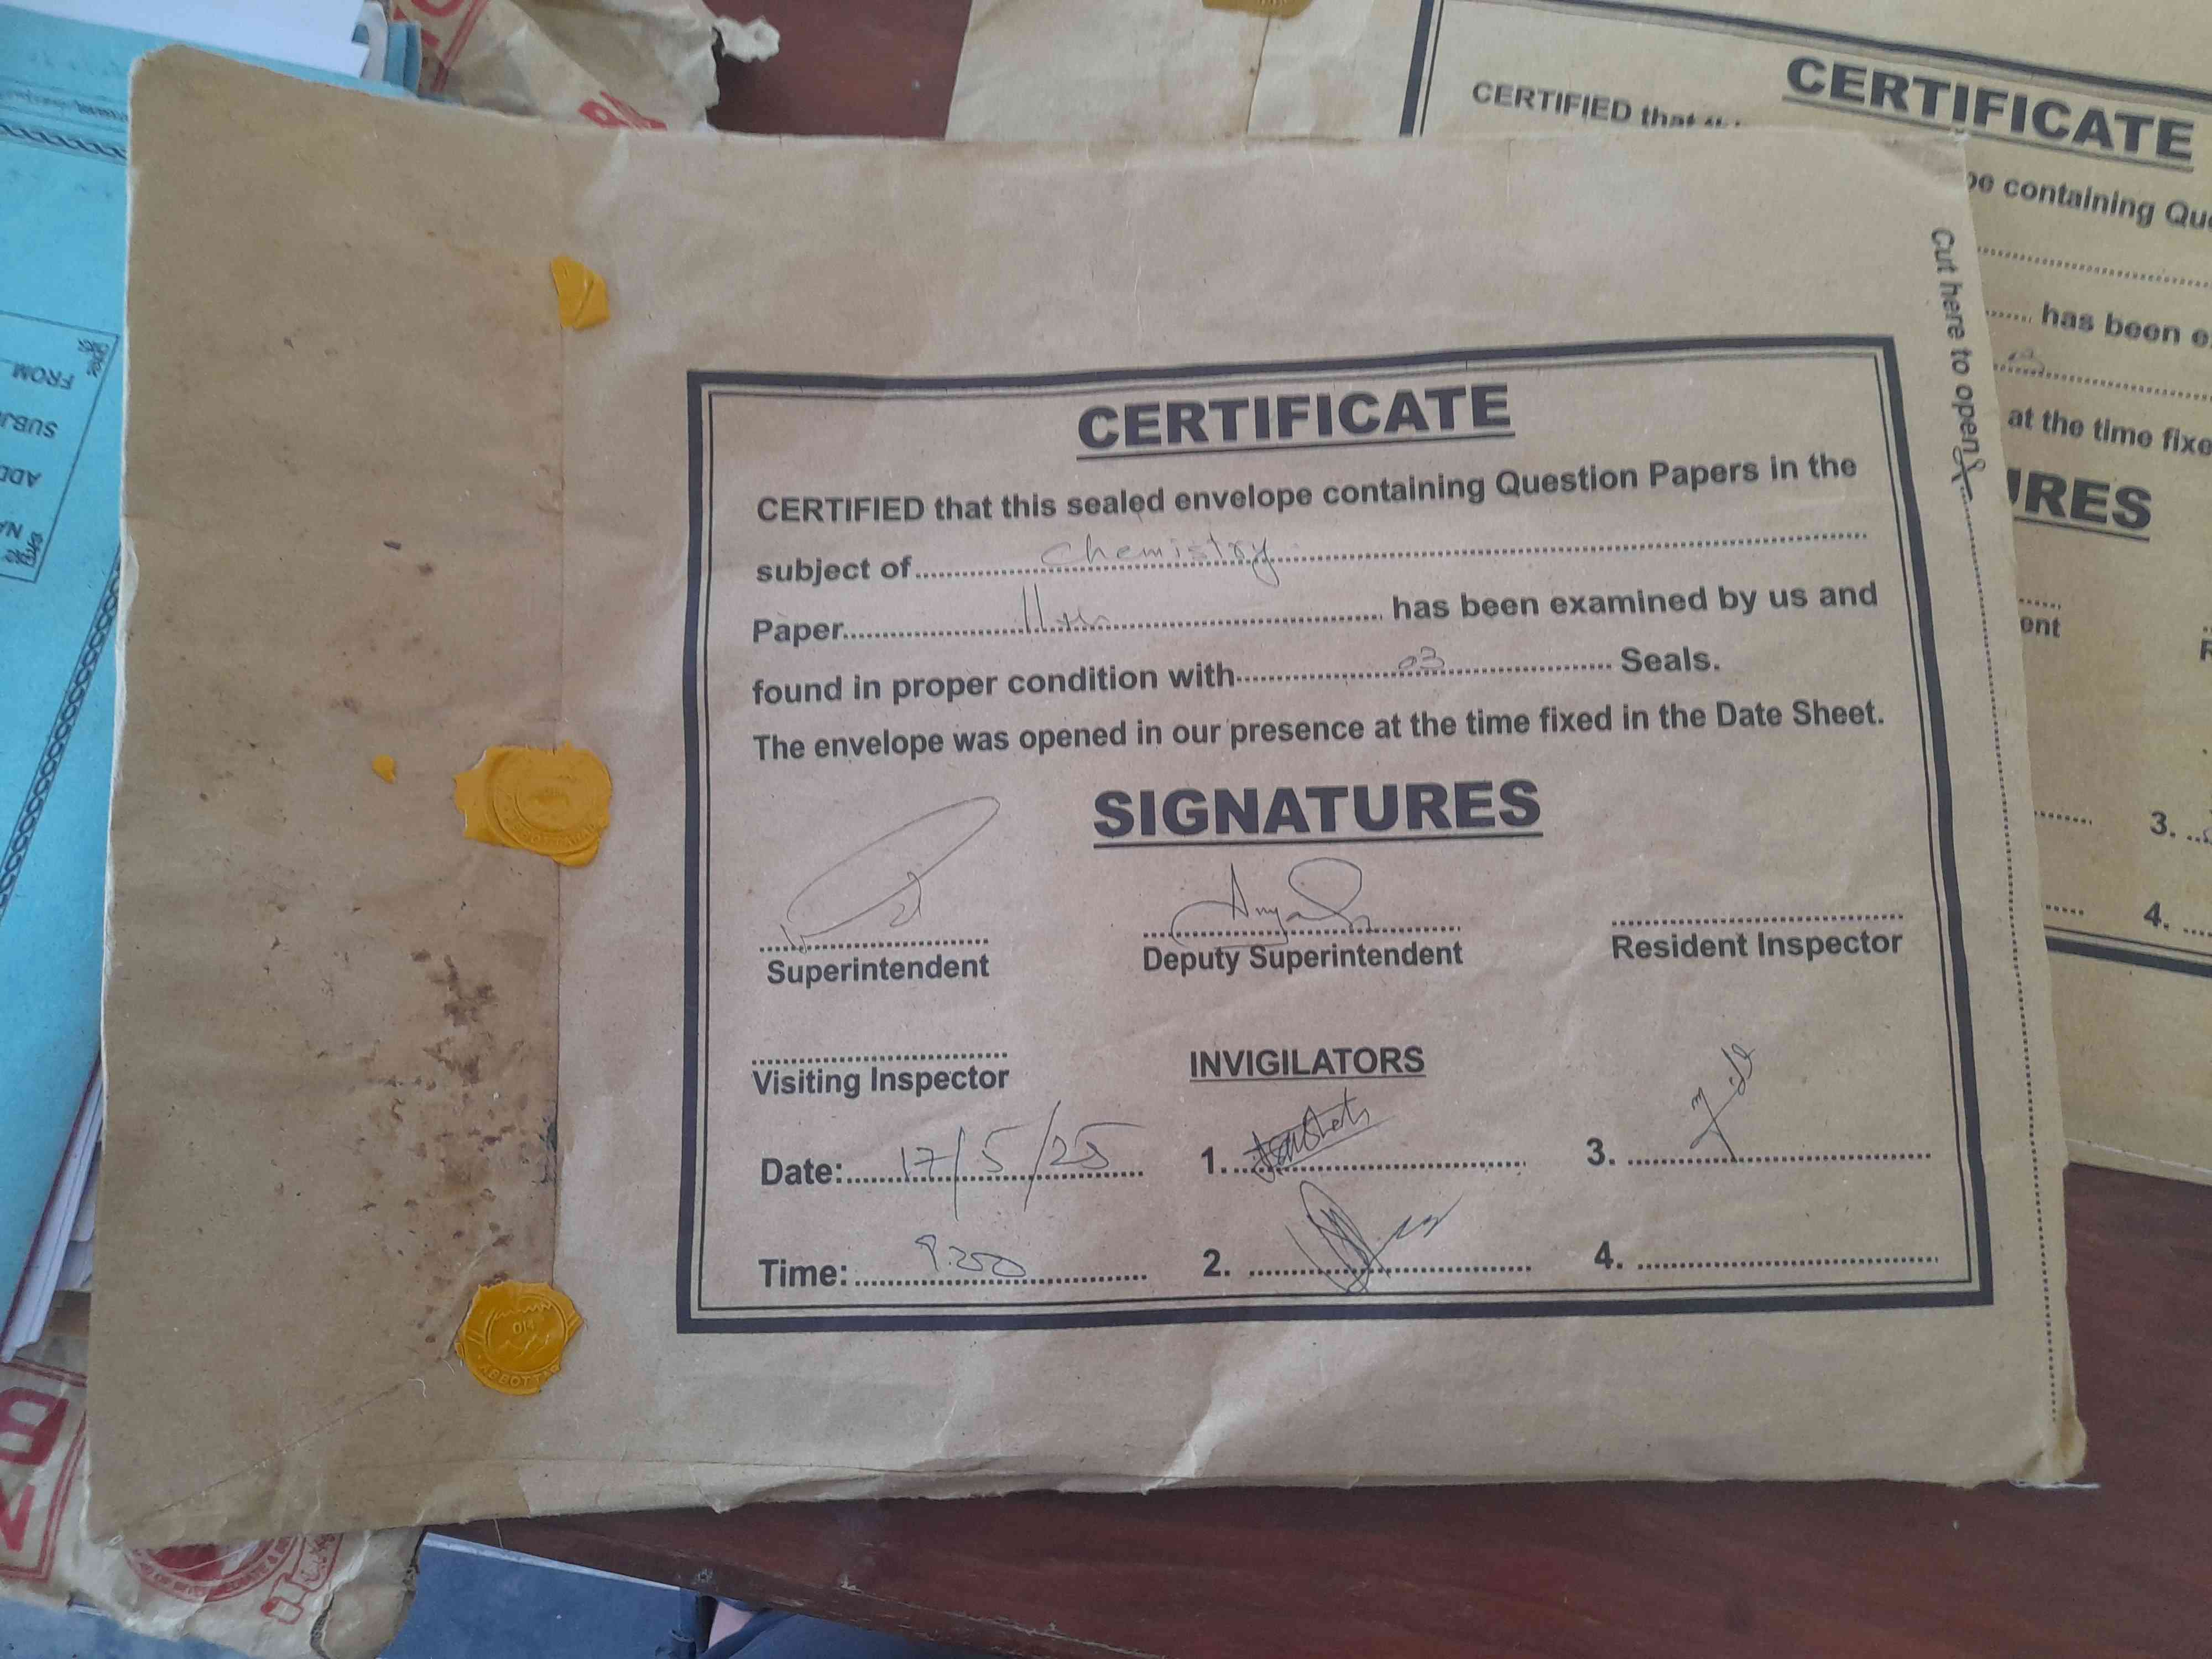 CERTIFICATE
CERTIFIED that this sealed envelope containing Question Papers in the
subject of Chemistry
Paper 11th has been examined by us and
found in proper condition with 03 Seals.
The envelope was opened in our presence at the time fixed in the Date Sheet.
SIGNATURES
Superintendent
Deputy Superintendent
Resident Inspector
Visiting Inspector
INVIGILATORS
Date: 17/5/25
1.
3.
Time:
2.
4.
Cut here to open
CERTIFICATE
CERTIFIED that
containing
has been
at the time
3.
4.
FROM
014